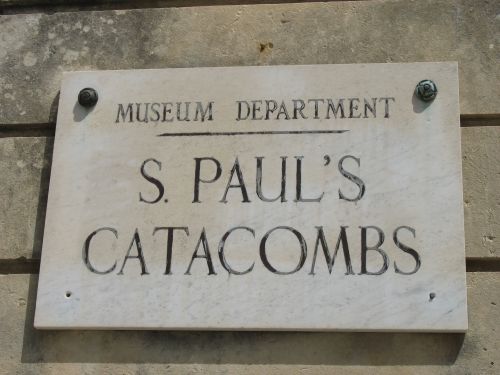 MUSEUM DEPARTMENT
S. PAUL'S
CATACOMBS